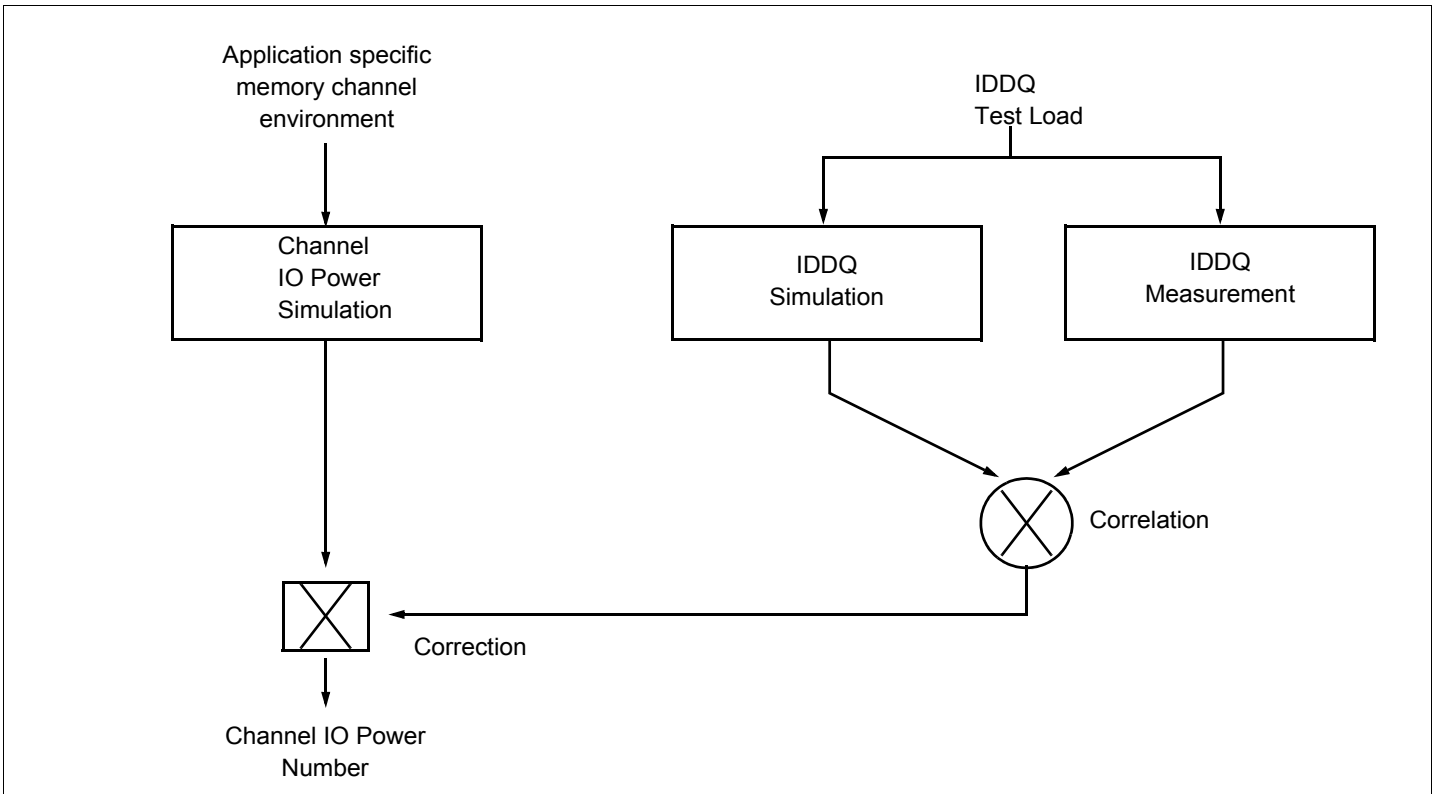 Application specific
memory channel
environment
IDDQ
Test Load
Channel
IO Power
Simulation
IDDQ
Simulation
IDDQ
Measurement
Correlation
Correction
Channel IO Power
Number